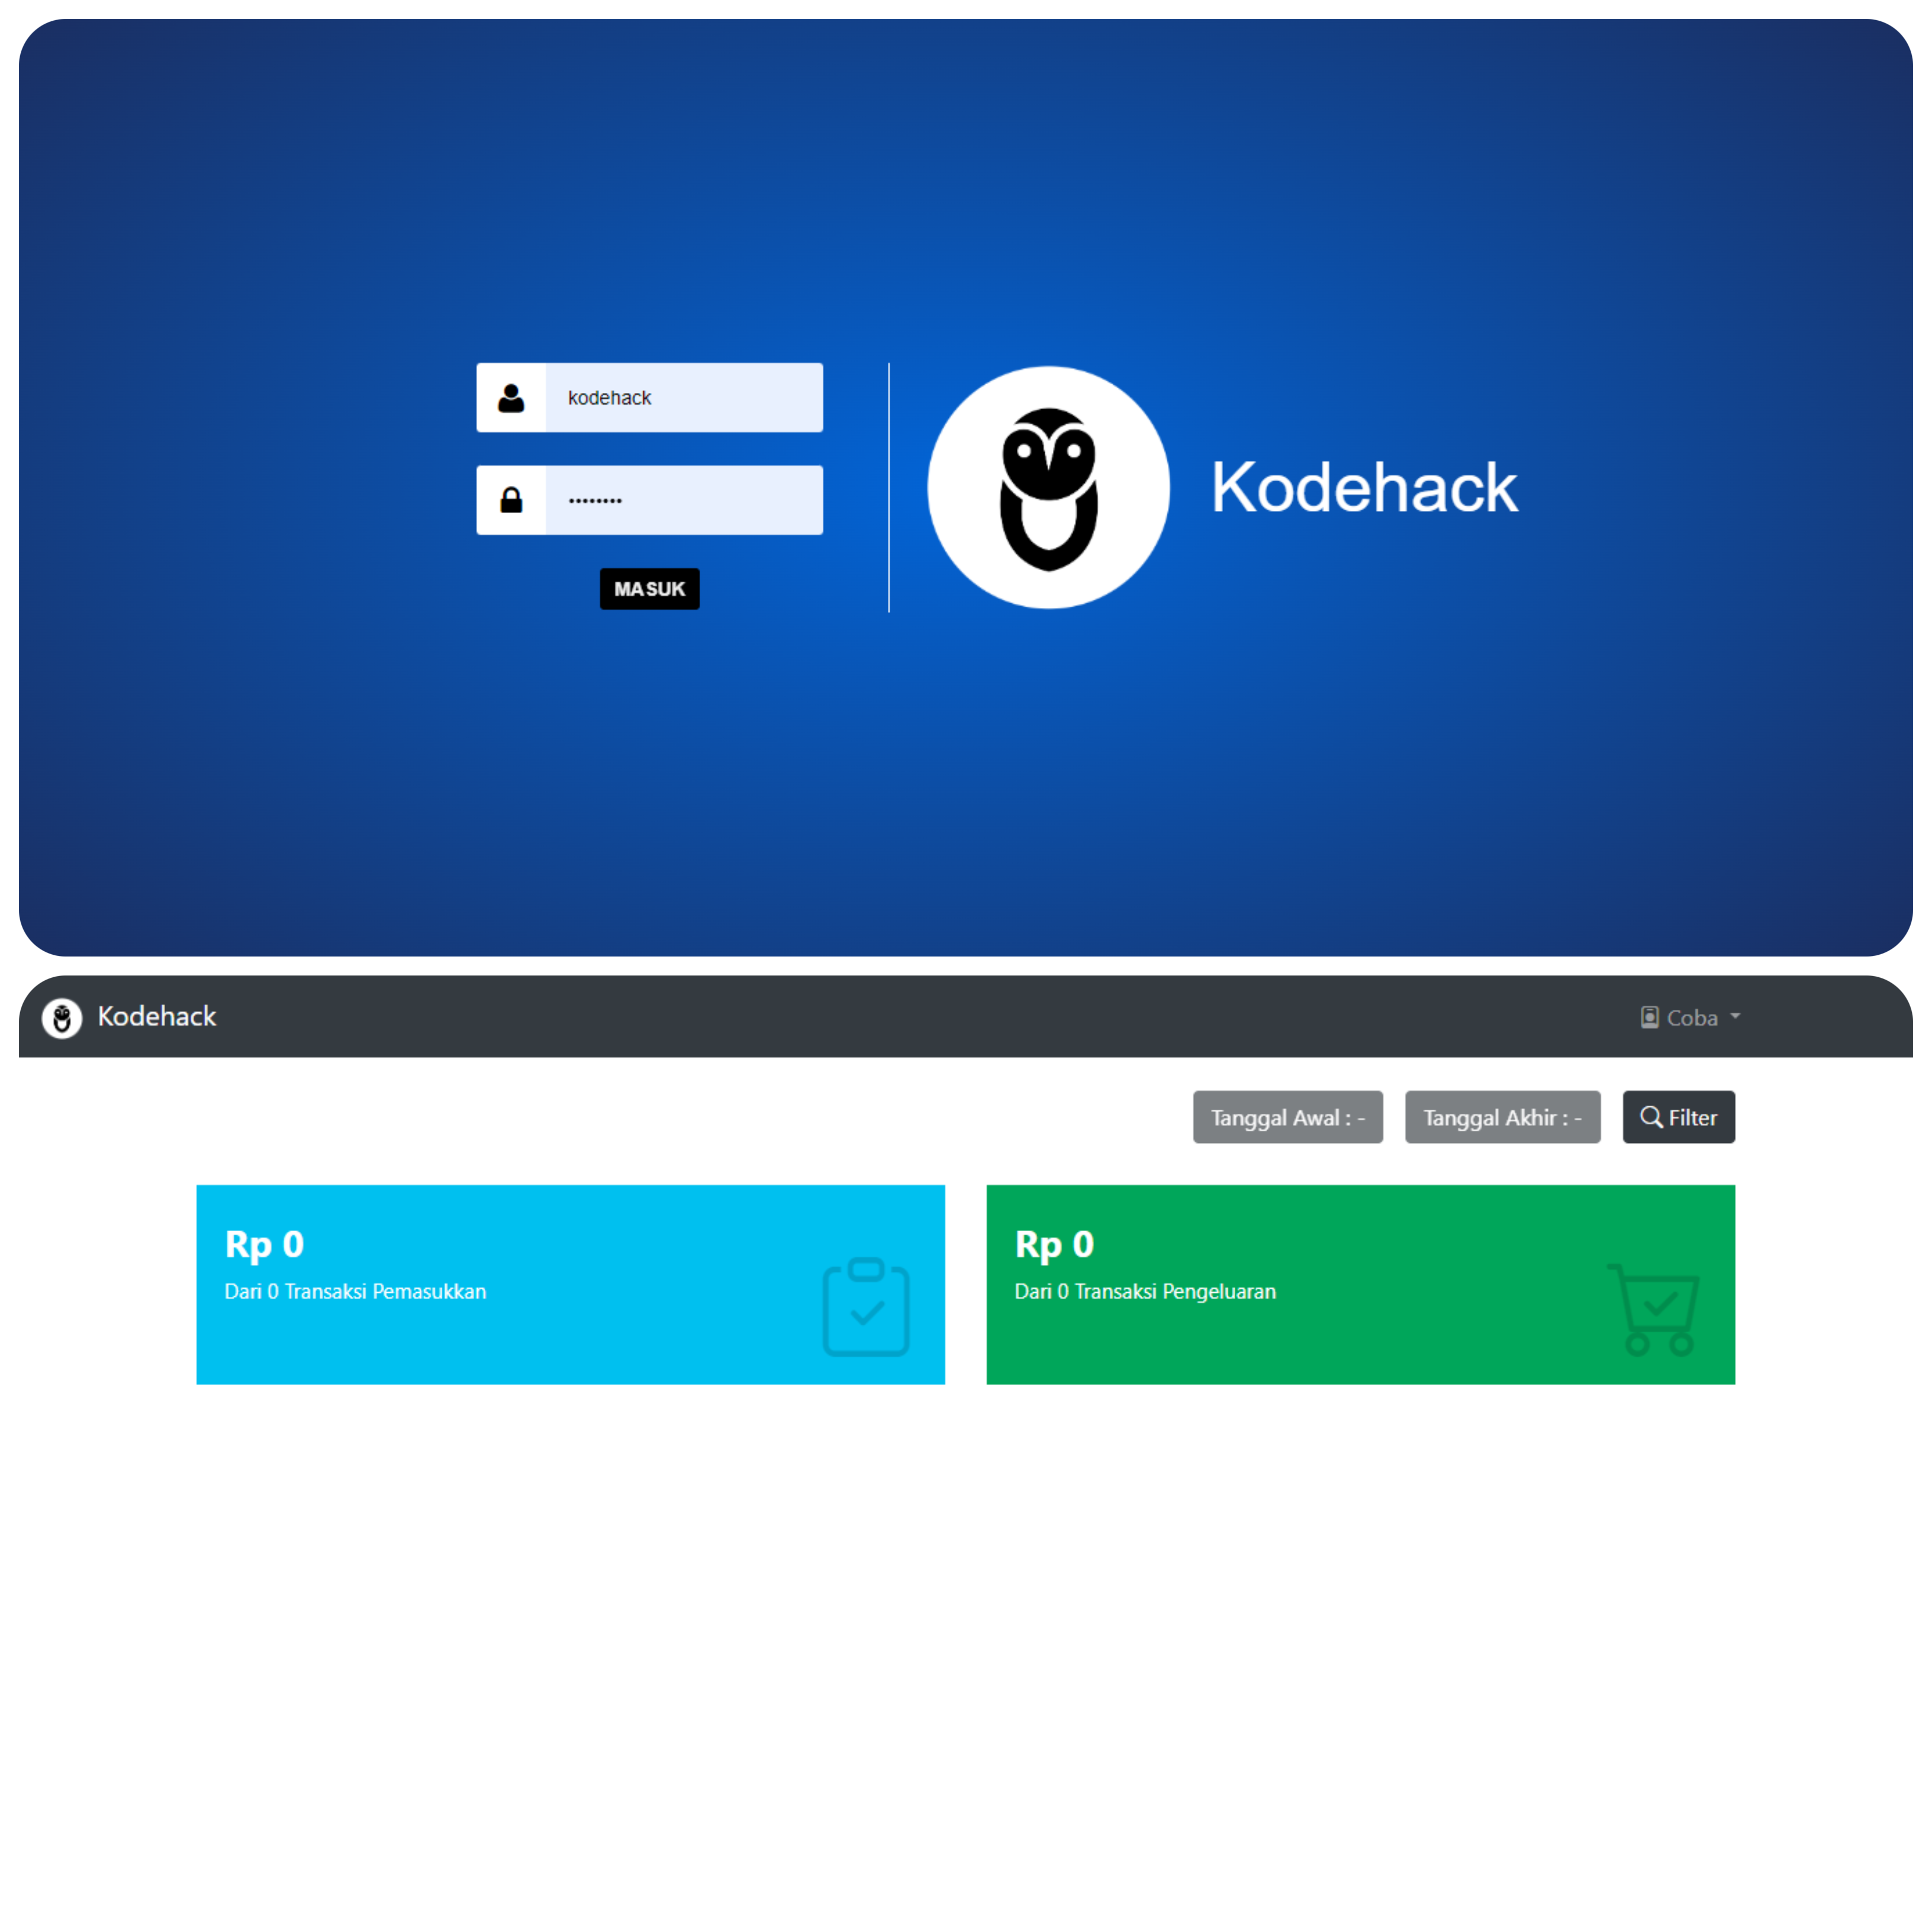 kodehack
••••••••
MASUK
Kodehack
Kodehack
Coba
Tanggal Awal : -
Tanggal Akhir : -
Filter
Rp 0
Dari 0 Transaksi Pemasukkan
Rp 0
Dari 0 Transaksi Pengeluaran